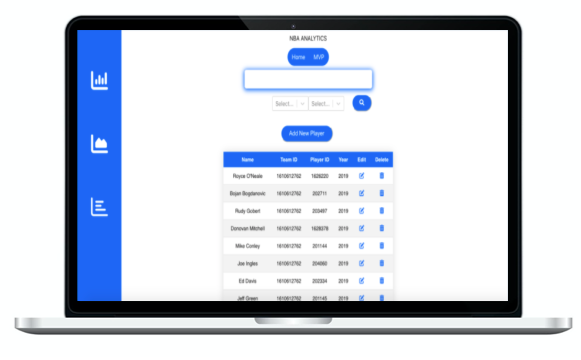 NBA ANALYTICS
Home MVP
Select... Select...
Add New Player
Name Team ID Player ID Year Edit Delete
Royce O'Neale 1610612762 1626220 2019
Bojan Bogdanovic 1610612762 202711 2019
Rudy Gobert 1610612762 203497 2019
Donovan Mitchell 1610612762 1628378 2019
Mike Conley 1610612762 201144 2019
Joe Ingles 1610612762 204060 2019
Ed Davis 1610612762 202334 2019
Jeff Green 1610612762 201145 2019